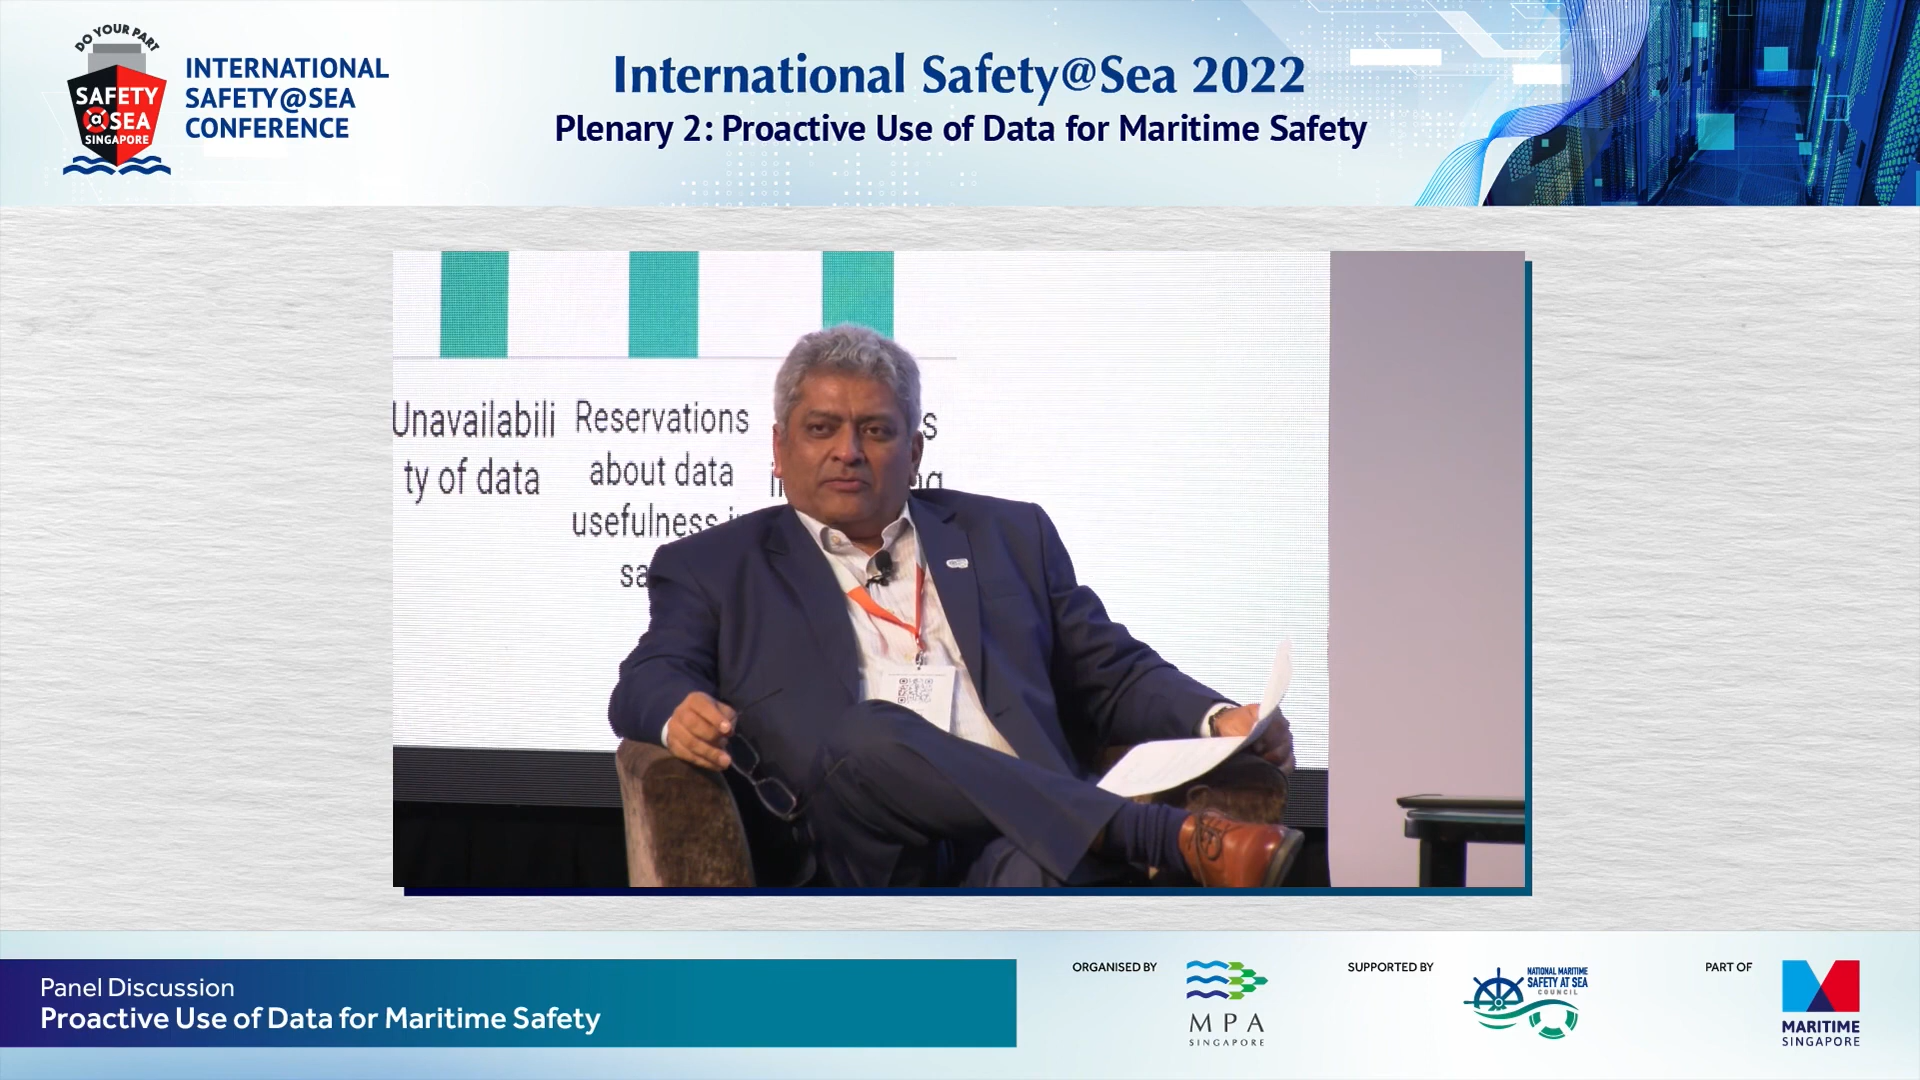 DO YOUR PART
SAFETY
@SEA
SINGAPORE
INTERNATIONAL
SAFETY@SEA
CONFERENCE
International Safety@Sea 2022
Plenary 2: Proactive Use of Data for Maritime Safety
Unavailabili
ty of data
Reservations
about data
usefulness
sa
s
Panel Discussion
Proactive Use of Data for Maritime Safety
ORGANISED BY
MPA
SINGAPORE
SUPPORTED BY
NATIONAL MARITIME
SAFETY AT SEA
COUNCIL
PART OF
MARITIME
SINGAPORE